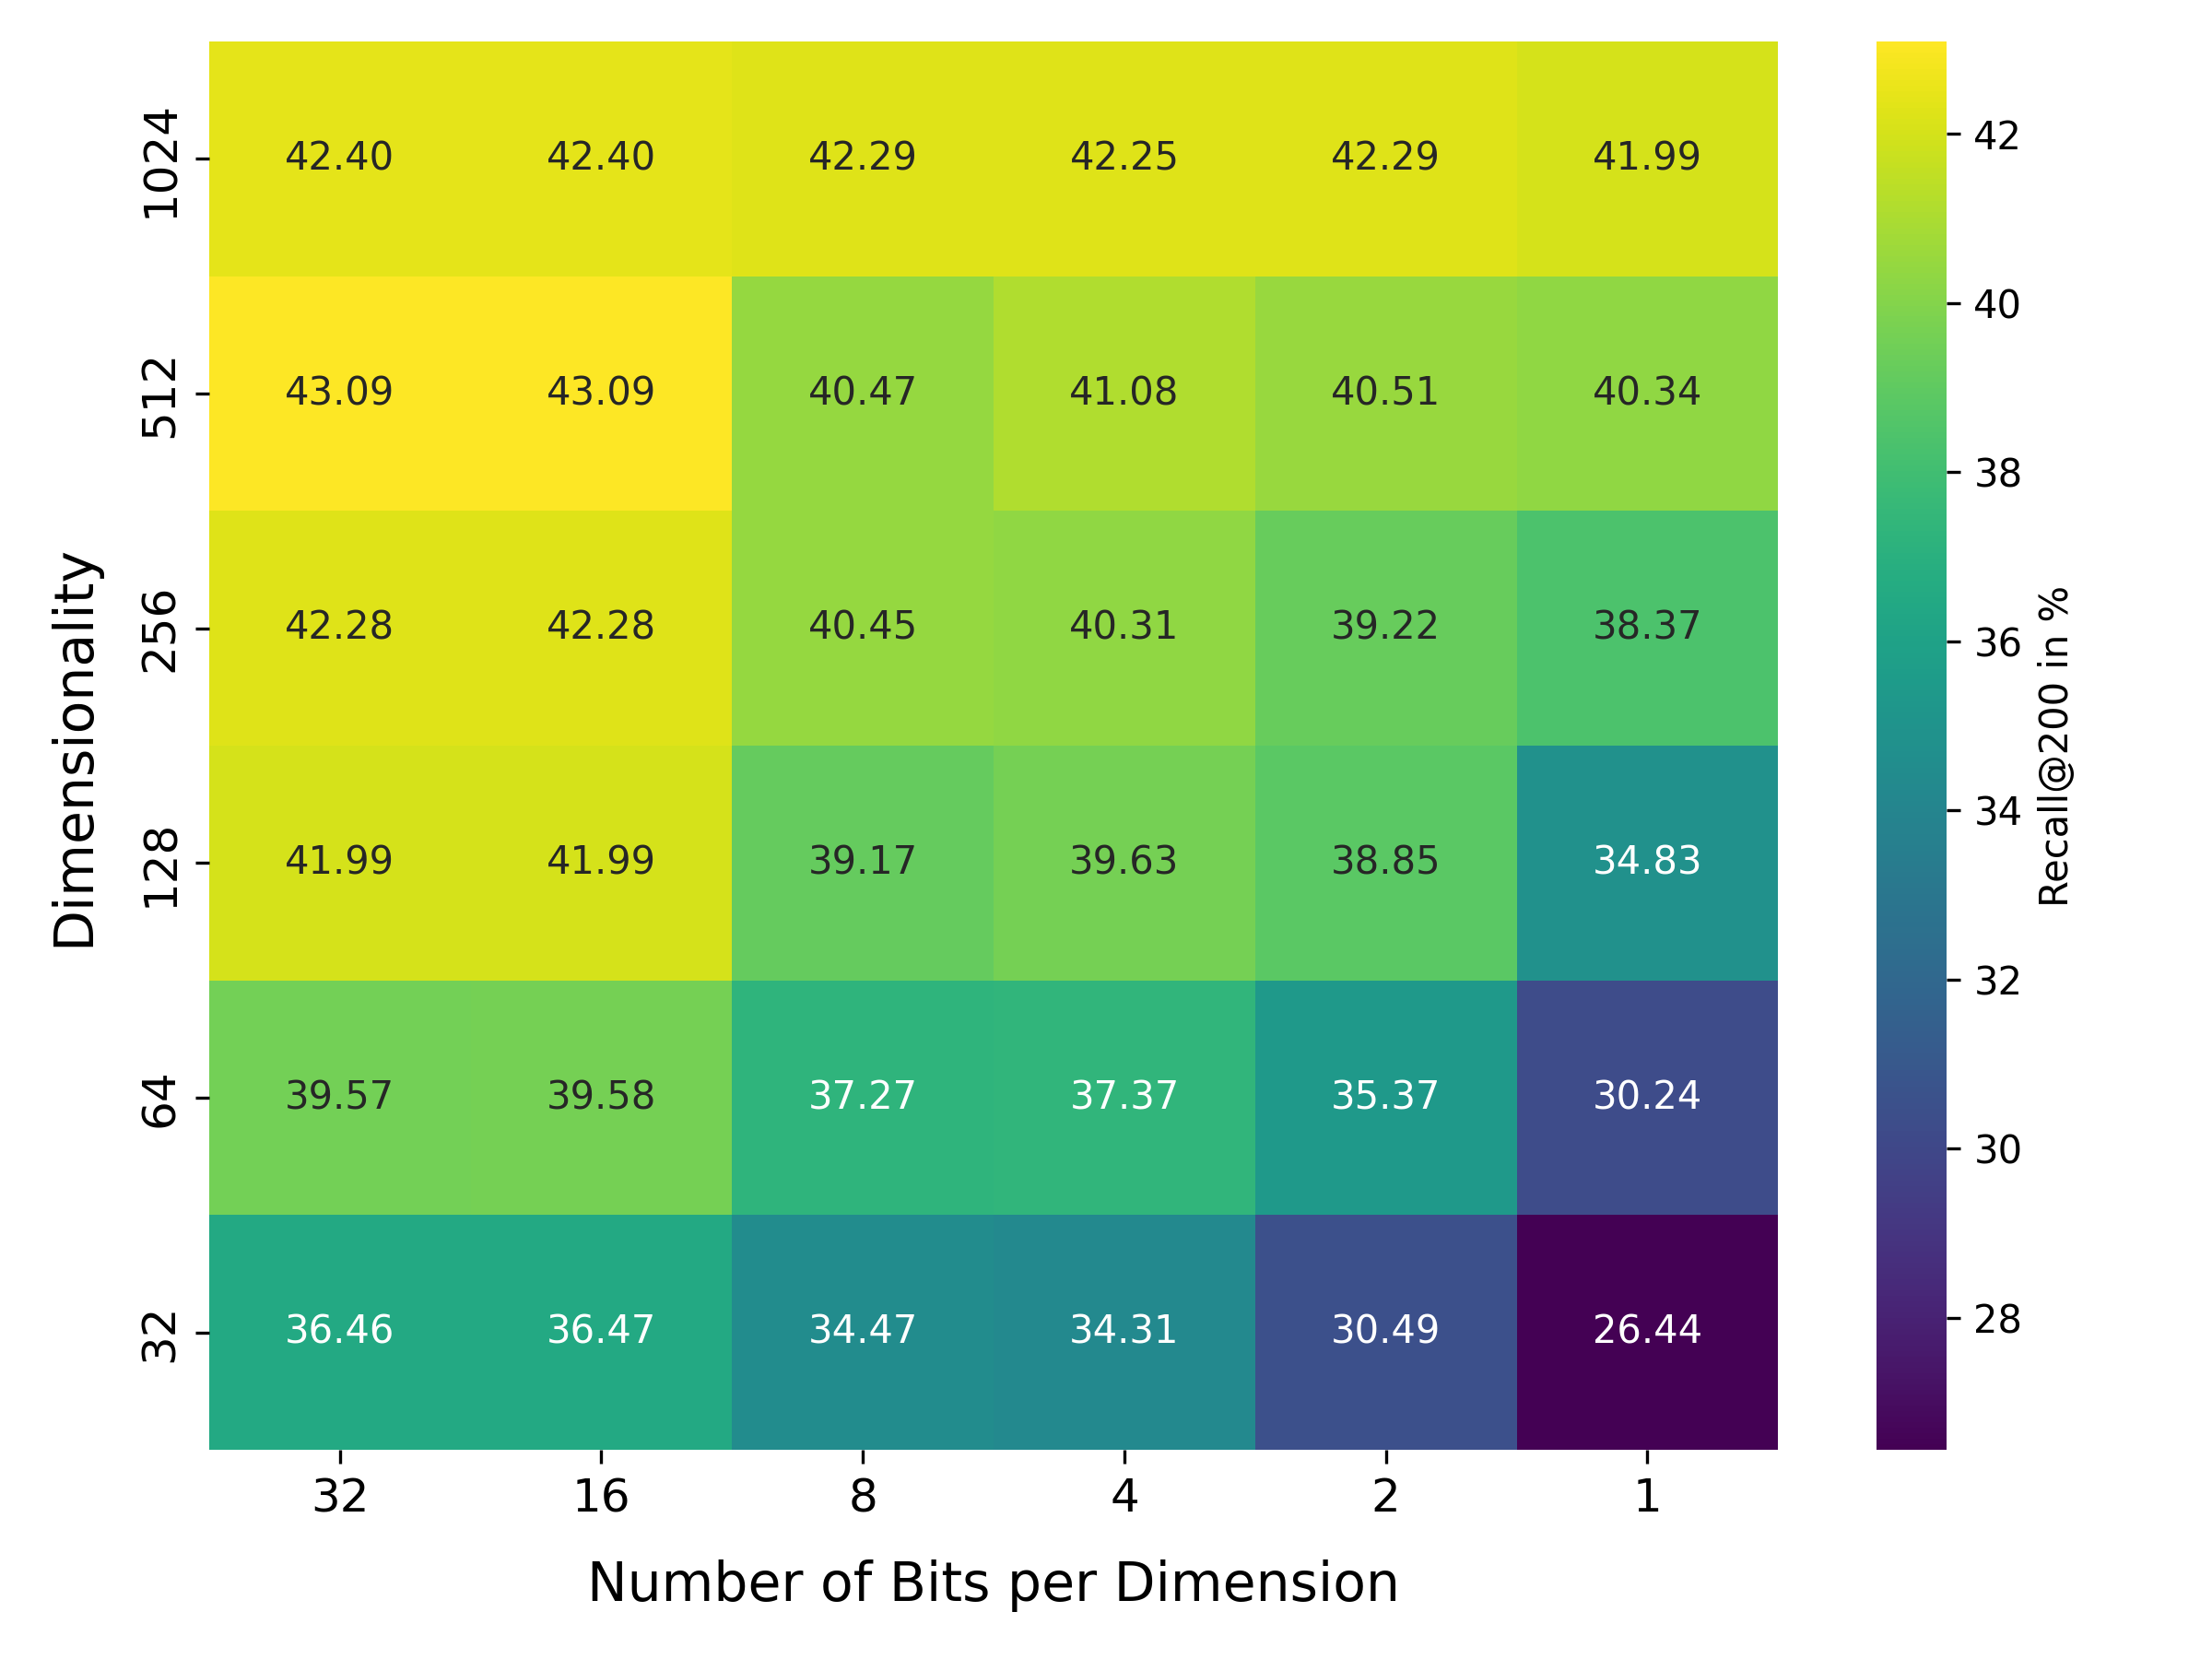 1024 42.40 42.40 42.29 42.25 42.29 41.99
512 43.09 43.09 40.47 41.08 40.51 40.34
256 42.28 42.28 40.45 40.31 39.22 38.37
128 41.99 41.99 39.17 39.63 38.85 34.83
64 39.57 39.58 37.27 37.37 35.37 30.24
32 36.46 36.47 34.47 34.31 30.49 26.44
32 16 8 4 2 1
Number of Bits per Dimension
Dimensionality
42
40
38
36
34
32
30
28
Recall@200 in %